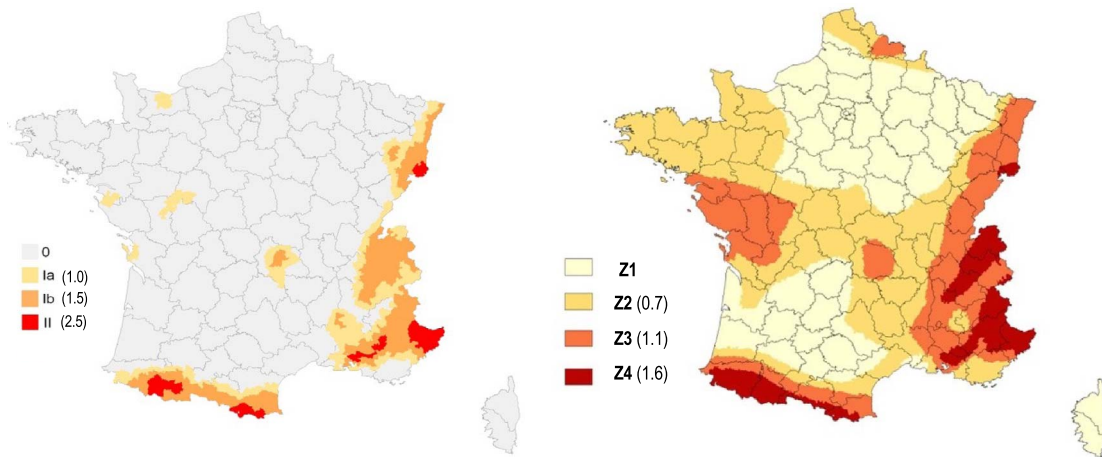 0
Ia (1.0)
Ib (1.5)
II (2.5)
Z1
Z2 (0.7)
Z3 (1.1)
Z4 (1.6)